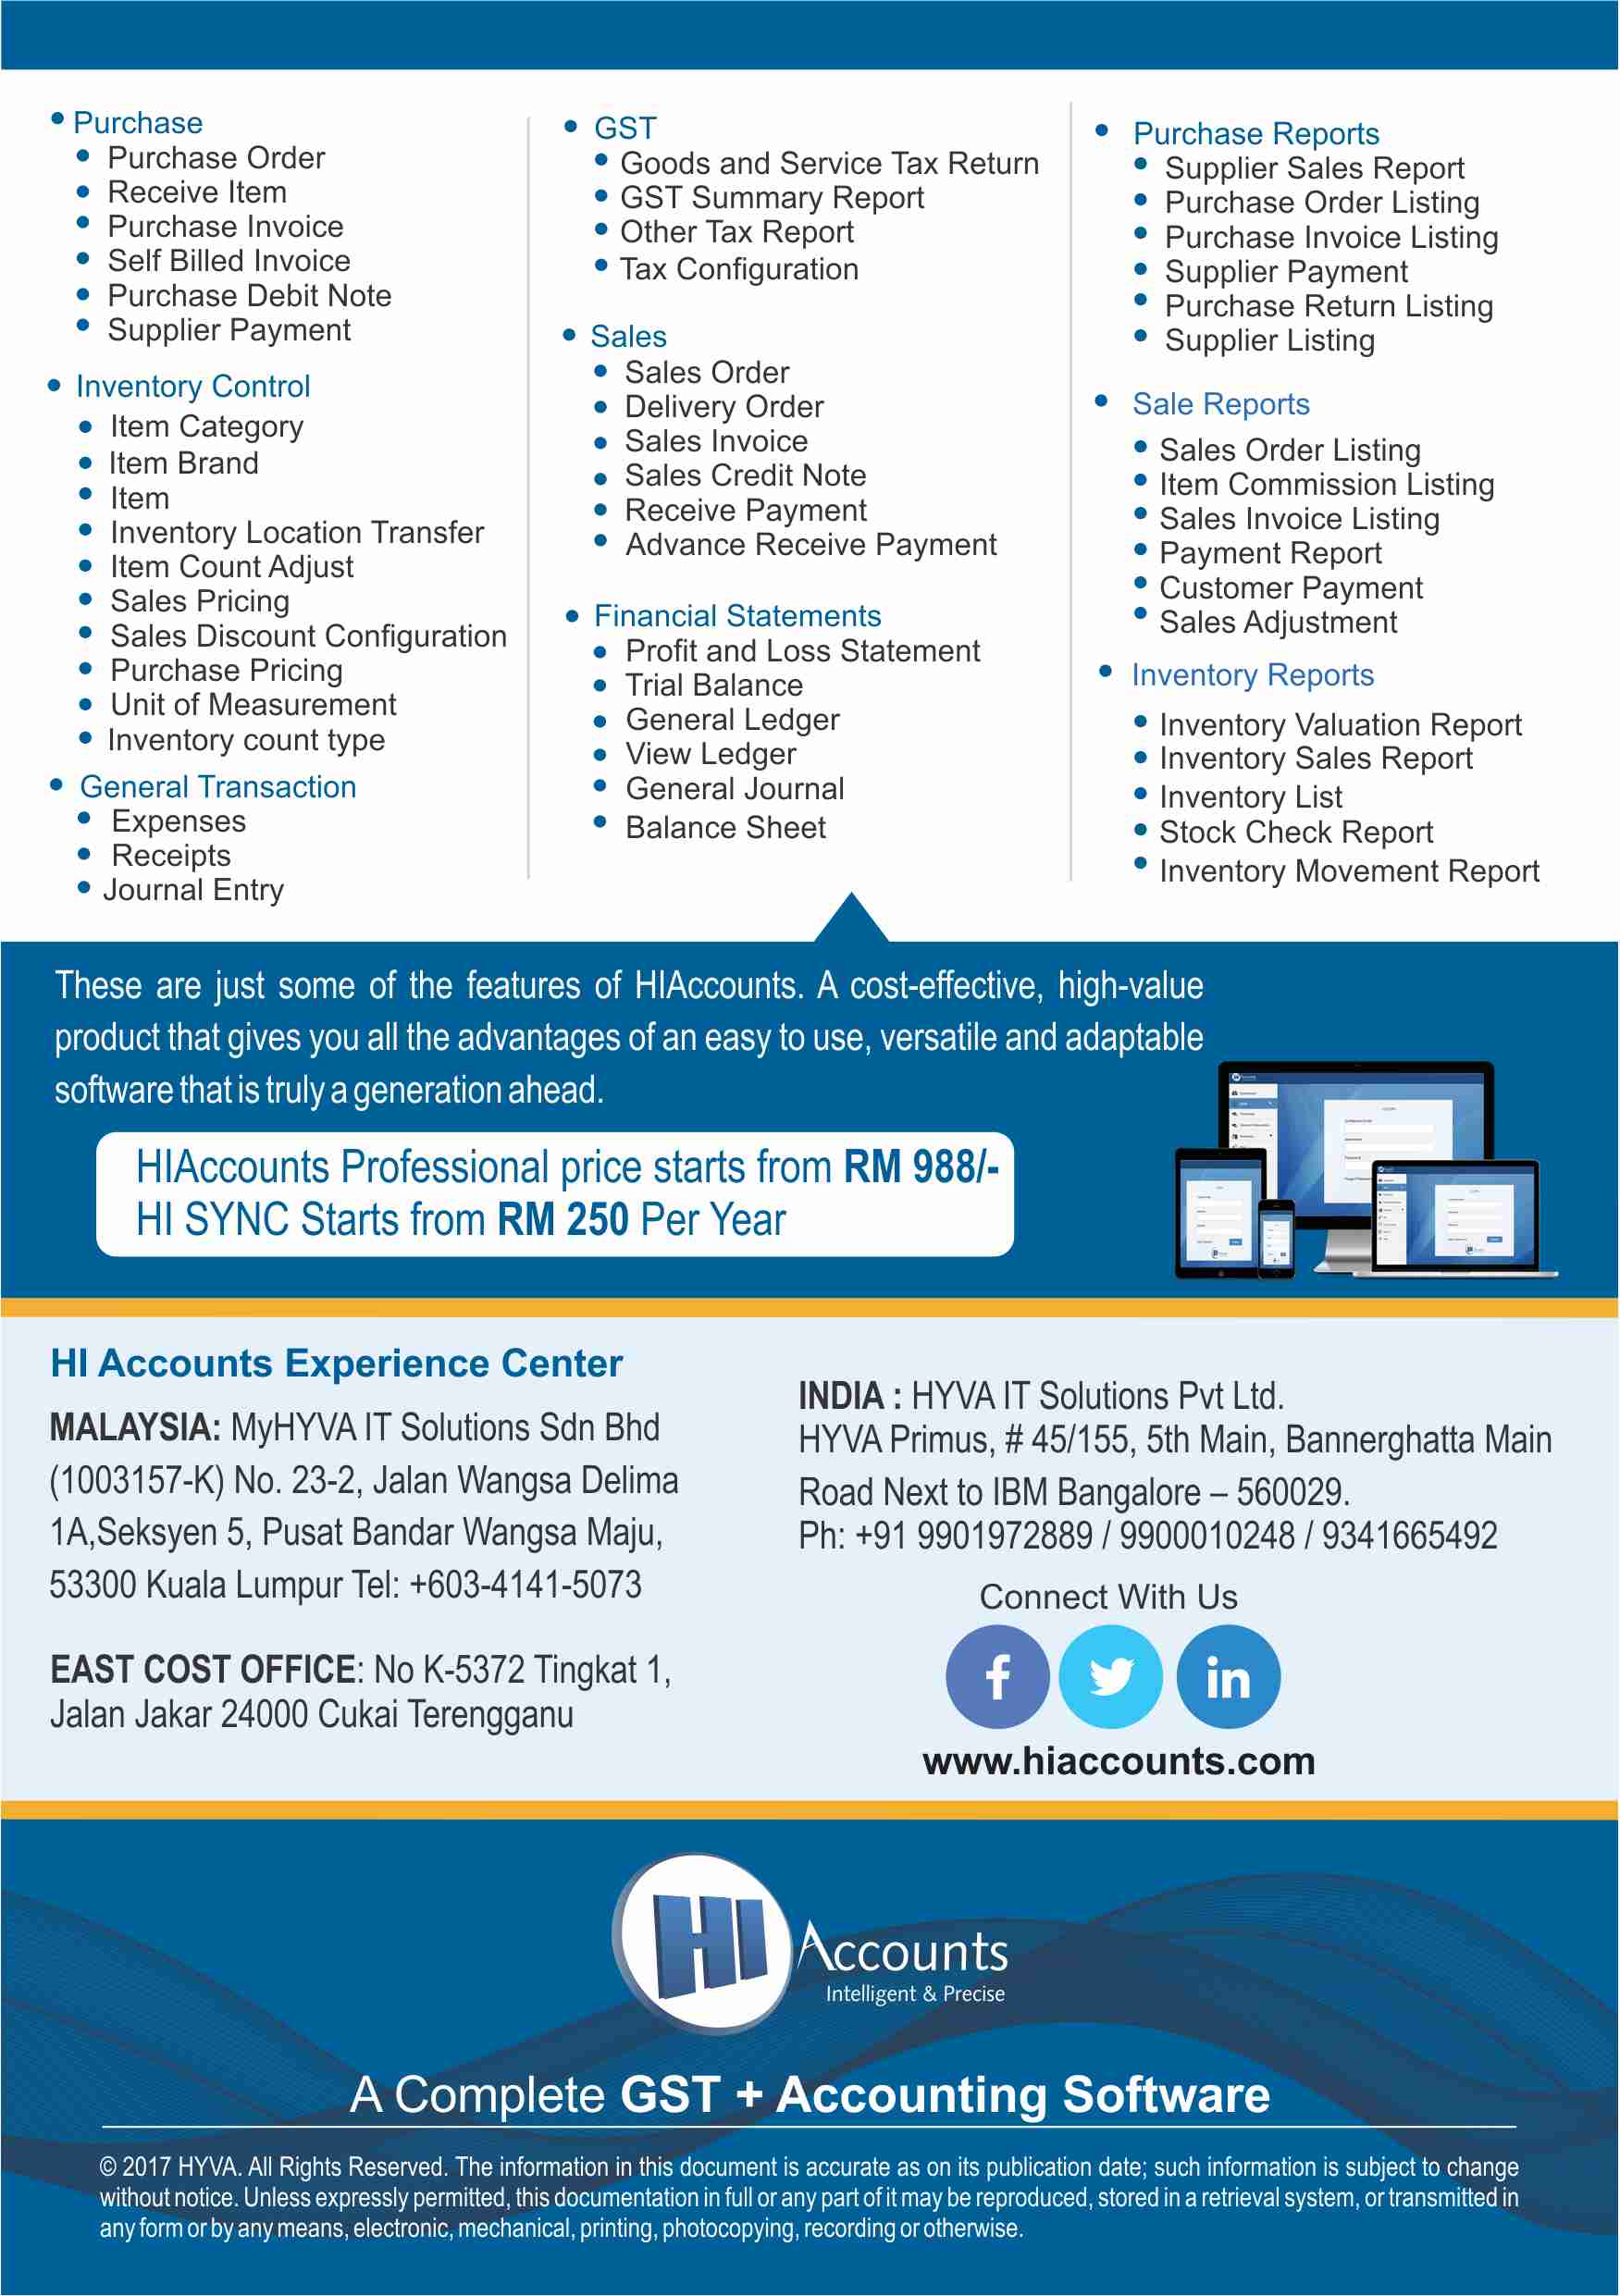 Purchase
Purchase Order
Receive Item
Purchase Invoice
Self Billed Invoice
Purchase Debit Note
Supplier Payment
Inventory Control
Item Category
Item Brand
Item
Inventory Location Transfer
Item Count Adjust
Sales Pricing
Sales Discount Configuration
Purchase Pricing
Unit of Measurement
Inventory count type
General Transaction
Expenses
Receipts
Journal Entry
GST
Goods and Service Tax Return
GST Summary Report
Other Tax Report
Tax Configuration
Sales
Sales Order
Delivery Order
Sales Invoice
Sales Credit Note
Receive Payment
Advance Receive Payment
Financial Statements
Profit and Loss Statement
Trial Balance
General Ledger
View Ledger
General Journal
Balance Sheet
Purchase Reports
Supplier Sales Report
Purchase Order Listing
Purchase Invoice Listing
Supplier Payment
Purchase Return Listing
Supplier Listing
Sale Reports
Sales Order Listing
Item Commission Listing
Sales Invoice Listing
Payment Report
Customer Payment
Sales Adjustment
Inventory Reports
Inventory Valuation Report
Inventory Sales Report
Inventory List
Stock Check Report
Inventory Movement Report
These are just some of the features of HIAccounts. A cost-effective, high-value
product that gives you all the advantages of an easy to use, versatile and adaptable
software that is truly a generation ahead.
HIAccounts Professional price starts from RM 988/-
HI SYNC Starts from RM 250 Per Year
HI Accounts Experience Center
MALAYSIA: MyHYVA IT Solutions Sdn Bhd
(1003157-K) No. 23-2, Jalan Wangsa Delima
1A,Seksyen 5, Pusat Bandar Wangsa Maju,
53300 Kuala Lumpur Tel: +603-4141-5073
EAST COST OFFICE: No K-5372 Tingkat 1,
Jalan Jakar 24000 Cukai Terengganu
INDIA : HYVA IT Solutions Pvt Ltd.
HYVA Primus, # 45/155, 5th Main, Bannerghatta Main
Road Next to IBM Bangalore – 560029.
Ph: +91 9901972889 / 9900010248 / 9341665492
Connect With Us
f in
www.hiaccounts.com
HI Accounts
Intelligent & Precise
A Complete GST + Accounting Software
© 2017 HYVA. All Rights Reserved. The information in this document is accurate as on its publication date; such information is subject to change
without notice. Unless expressly permitted, this documentation in full or any part of it may be reproduced, stored in a retrieval system, or transmitted in
any form or by any means, electronic, mechanical, printing, photocopying, recording or otherwise.